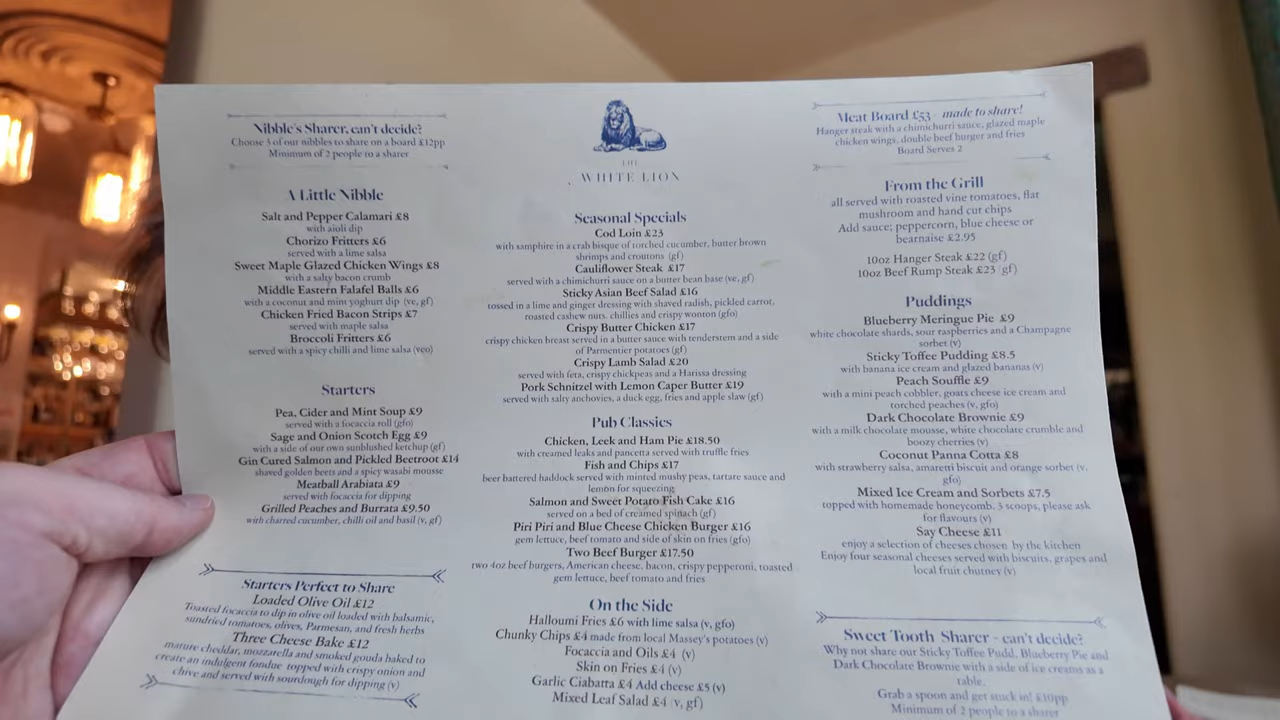 Nibble's Sharer, can't decide?
Choose 3 of our nibbles to share on a board £12pp
Minimum of 2 people to a sharer
A Little Nibble
Salt and Pepper Calamari £8
with aioli dip
Chorizo Fritters £6
served with a lime salsa
Sweet Maple Glazed Chicken Wings £8
with a salty bacon crumb
Middle Eastern Falafel Balls £6
with a coconut and mint yoghurt dip (ve, gf)
Chicken Fried Bacon Strips £7
served with maple salsa
Broccoli Fritters £6
served with a spicy chilli and lime salsa (veo)
Starters
Pea, Cider and Mint Soup £9
served with a focaccia roll (gfo)
Sage and Onion Scotch Egg £9
with a side of our own sunblushed ketchup (gf)
Gin Cured Salmon and Pickled Beetroot £14
shaved golden beets and a spicy wasabi mousse
Meatball Arabiata £9
served with focaccia for dipping
Grilled Peaches and Burrata £9.50
with charred cucumber, chilli oil and basil (v, gf)
Starters Perfect to Share
Loaded Olive Oil £12
Toasted focaccia to dip in olive oil loaded with balsamic,
sundried tomatoes, olives, Parmesan, and fresh herbs
Three Cheese Bake £12
mature cheddar, mozzarella and smoked gouda baked to
create an indulgent fondue topped with crispy onion and
chive and served with sourdough for dipping (v)
THE
WHITE LION
Seasonal Specials
Cod Loin £23
with samphire in a crab bisque of torched cucumber, butter brown
shrimps and croutons (gf)
Cauliflower Steak £17
served with a chimichurri sauce on a butter bean base (ve, gf)
Sticky Asian Beef Salad £16
tossed in a lime and ginger dressing with shaved radish, pickled carrot,
roasted cashew nuts, chillies and crispy wonton (gfo)
Crispy Butter Chicken £17
crispy chicken breast served in a butter sauce with tenderstem and a side
of Parmentier potatoes (gf)
Crispy Lamb Salad £20
served with feta, crispy chickpeas and a Harissa dressing
Pork Schnitzel with Lemon Caper Butter £19
served with salty anchovies, a duck egg, fries and apple slaw (gf)
Pub Classics
Chicken, Leek and Ham Pie £18.50
with creamed leaks and pancetta served with truffle fries
Fish and Chips £17
beer battered haddock served with minted mushy peas, tartare sauce and
lemon for squeezing
Salmon and Sweet Potato Fish Cake £16
served on a bed of creamed spinach (gf)
Piri Piri and Blue Cheese Chicken Burger £16
gem lettuce, beef tomato and side of skin on fries (gfo)
Two Beef Burger £17.50
two 4oz beef burgers, American cheese, bacon, crispy pepperoni, toasted
gem lettuce, beef tomato and fries
On the Side
Halloumi Fries £6 with lime salsa (v, gfo)
Chunky Chips £4 made from local Massey's potatoes (v)
Focaccia and Oils £4 (v)
Skin on Fries £4 (v)
Garlic Ciabatta £4 Add cheese £5 (v)
Mixed Leaf Salad £4 (v, gf)
Meat Board £53 - made to share!
Hanger steak with a chimichurri sauce, glazed maple
chicken wings, double beef burger and fries
Board Serves 2
From the Grill
all served with roasted vine tomatoes, flat
mushroom and hand cut chips
Add sauce; peppercorn, blue cheese or
bearnaise £2.95
10oz Hanger Steak £22 (gf)
10oz Beef Rump Steak £23 (gf)
Puddings
Blueberry Meringue Pie £9
white chocolate shards, sour raspberries and a Champagne
sorbet (v)
Sticky Toffee Pudding £8.5
with banana ice cream and glazed bananas (v)
Peach Souffle £9
with a mini peach cobbler, goats cheese ice cream and
torched peaches (v, gfo)
Dark Chocolate Brownie £9
with a milk chocolate mousse, white chocolate crumble and
boozy cherries (v)
Coconut Panna Cotta £8
with strawberry salsa, amaretti biscuit and orange sorbet (v,
gfo)
Mixed Ice Cream and Sorbets £7.5
topped with homemade honeycomb, 3 scoops, please ask
for flavours (v)
Say Cheese £11
enjoy a selection of cheeses chosen by the kitchen
Enjoy four seasonal cheeses served with biscuits, grapes and
local fruit chutney (v)
Sweet Tooth Sharer - can't decide?
Why not share our Sticky Toffee Pudd, Blueberry Pie and
Dark Chocolate Brownie with a side of ice creams as a
table.
Grab a spoon and get stuck in! £10pp
Minimum of 2 people to a sharer